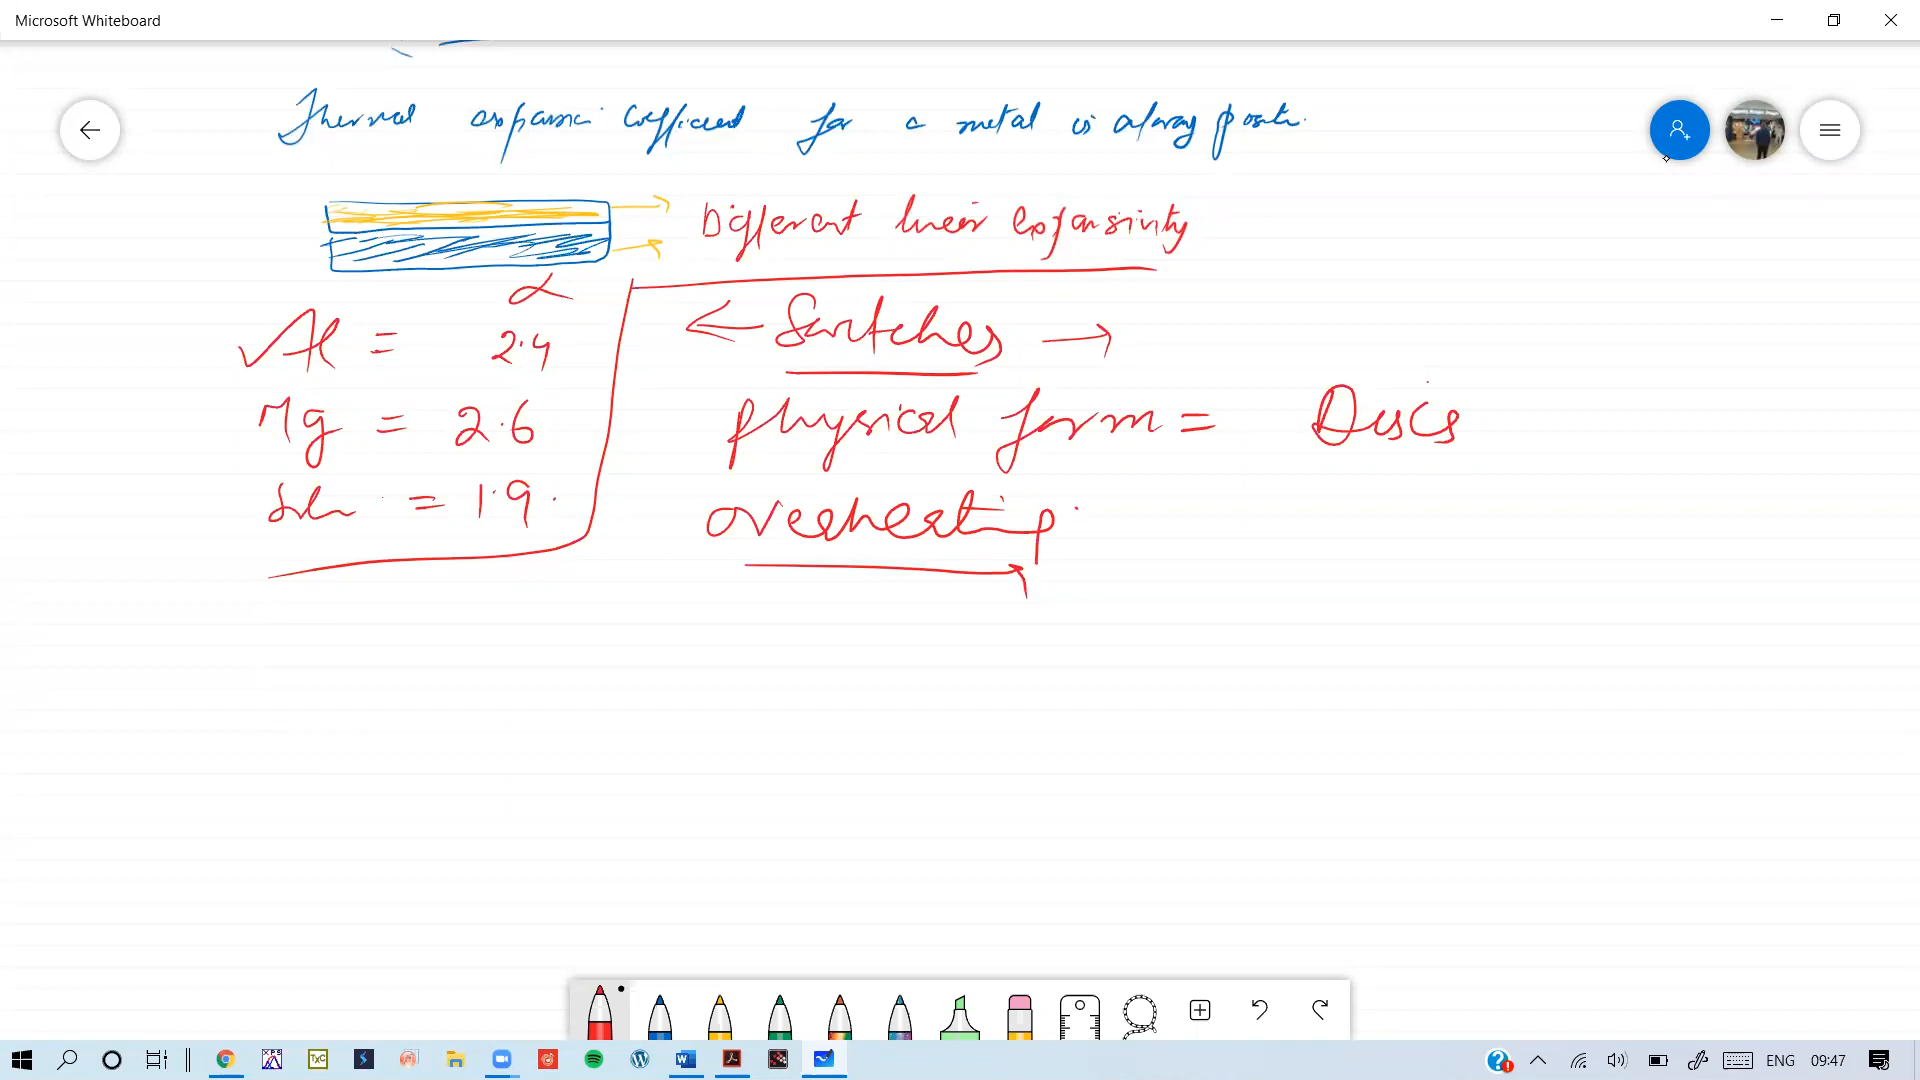 Microsoft Whiteboard
Thermal expansion coefficient for a metal is always positive.
Different linear expansivity
α
Al = 2.4
Mg = 2.6
= 1.9.
Switches
physical form = Discs
overheating.
ENG 09:47